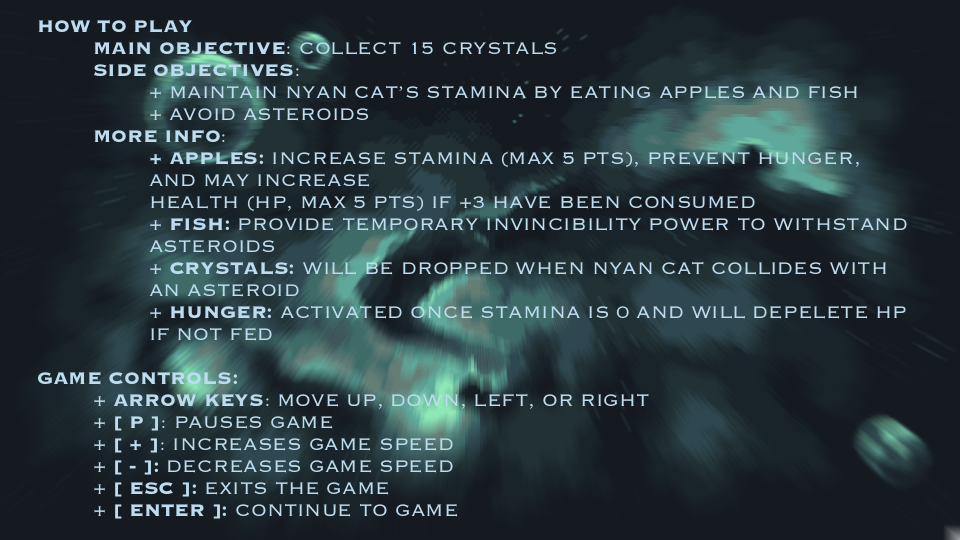 HOW TO PLAY
MAIN OBJECTIVE: COLLECT 15 CRYSTALS
SIDE OBJECTIVES:
+ MAINTAIN NYAN CAT’S STAMINA BY EATING APPLES AND FISH
+ AVOID ASTEROIDS
MORE INFO:
+ APPLES: INCREASE STAMINA (MAX 5 PTS), PREVENT HUNGER,
AND MAY INCREASE
HEALTH (HP, MAX 5 PTS) IF +3 HAVE BEEN CONSUMED
+ FISH: PROVIDE TEMPORARY INVINCIBILITY POWER TO WITHSTAND
ASTEROIDS
+ CRYSTALS: WILL BE DROPPED WHEN NYAN CAT COLLIDES WITH
AN ASTEROID
+ HUNGER: ACTIVATED ONCE STAMINA IS 0 AND WILL DEPELETE HP
IF NOT FED
GAME CONTROLS:
+ ARROW KEYS: MOVE UP, DOWN, LEFT, OR RIGHT
+ [ P ]: PAUSES GAME
+ [ + ]: INCREASES GAME SPEED
+ [ - ]: DECREASES GAME SPEED
+ [ ESC ]: EXITS THE GAME
+ [ ENTER ]: CONTINUE TO GAME